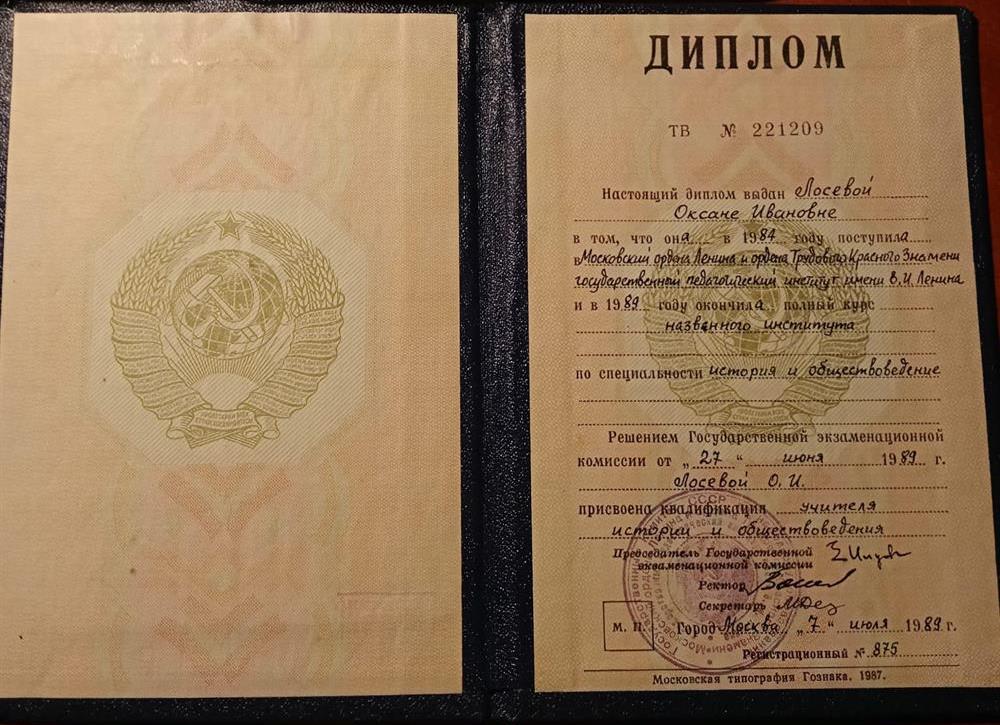 ДИПЛОМ
ТВ № 221209
Настоящий диплом выдан Лосевой
Оксане Ивановне
в том, что она в 1984 году поступила
в Московский ордена Ленина и ордена Трудового Красного Знамени
государственный педагогический институт имени В.И. Ленина
и в 1989 году окончила полный курс
названного института
по специальности история и обществоведение
Решением Государственной экзаменационной
комиссии от „27“ июня 1989 г.
Лосевой О. И.
присвоена квалификация учителя
истории и обществоведения
Председатель Государственной
экзаменационной комиссии
Ректор
Секретарь
М. П. Город Москва „7“ июля 1989 г.
Регистрационный № 875
Московская типография Гознака. 1987.